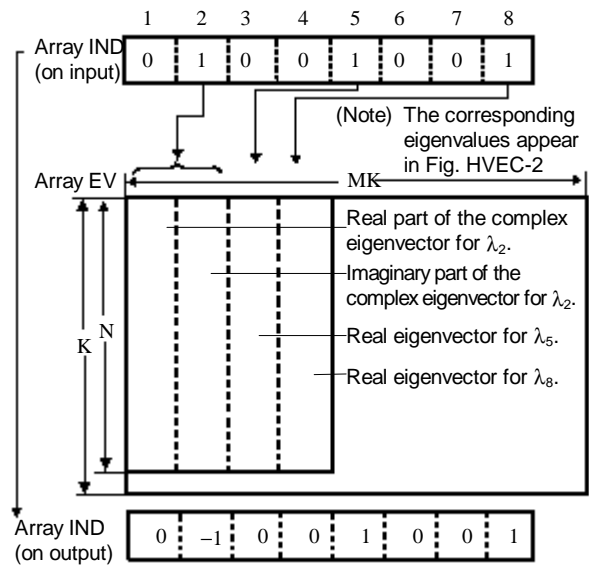 1 2 3 4 5 6 7 8
Array IND
(on input)
0 1 0 0 1 0 0 1
(Note) The corresponding
eigenvalues appear
in Fig. HVEC-2
Array EV
MK
Real part of the complex
eigenvector for λ₂.
Imaginary part of the
complex eigenvector for λ₂.
K
N
Real eigenvector for λ₅.
Real eigenvector for λ₈.
Array IND
(on output)
0 −1 0 0 1 0 0 1